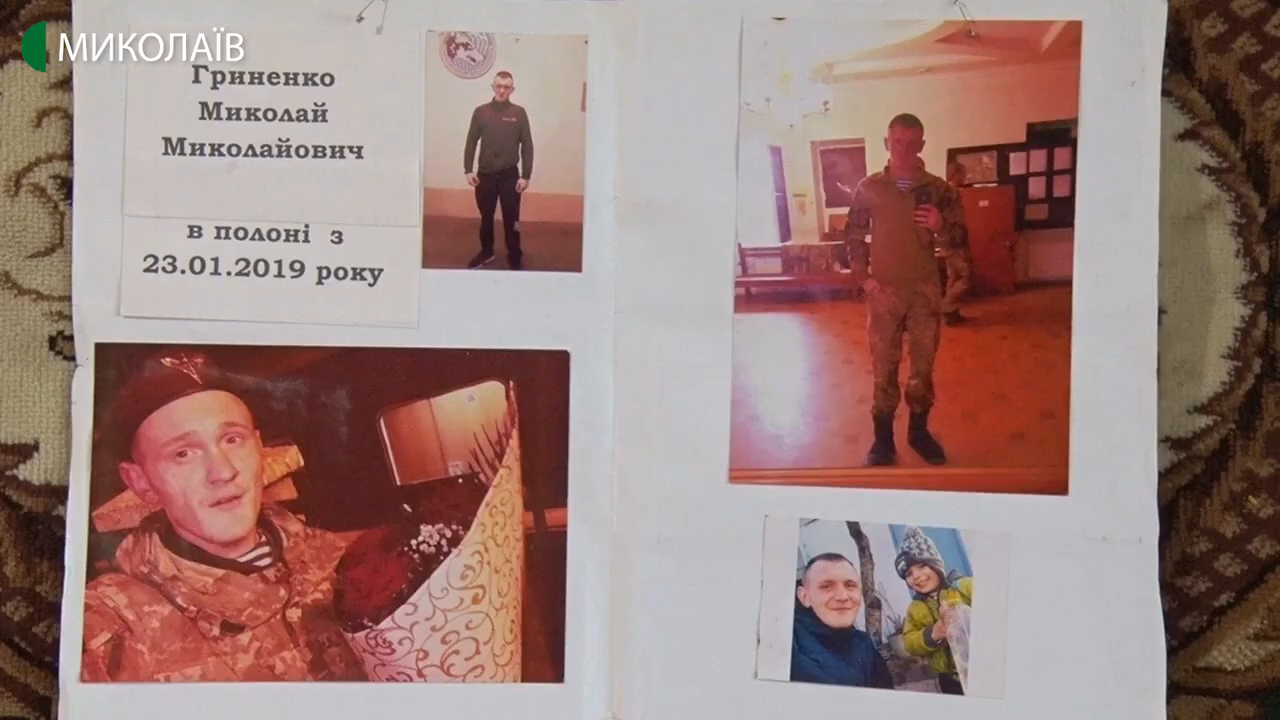 МИКОЛАЇВ
Гриненко
Миколай
Миколайович
в полоні з
23.01.2019 року